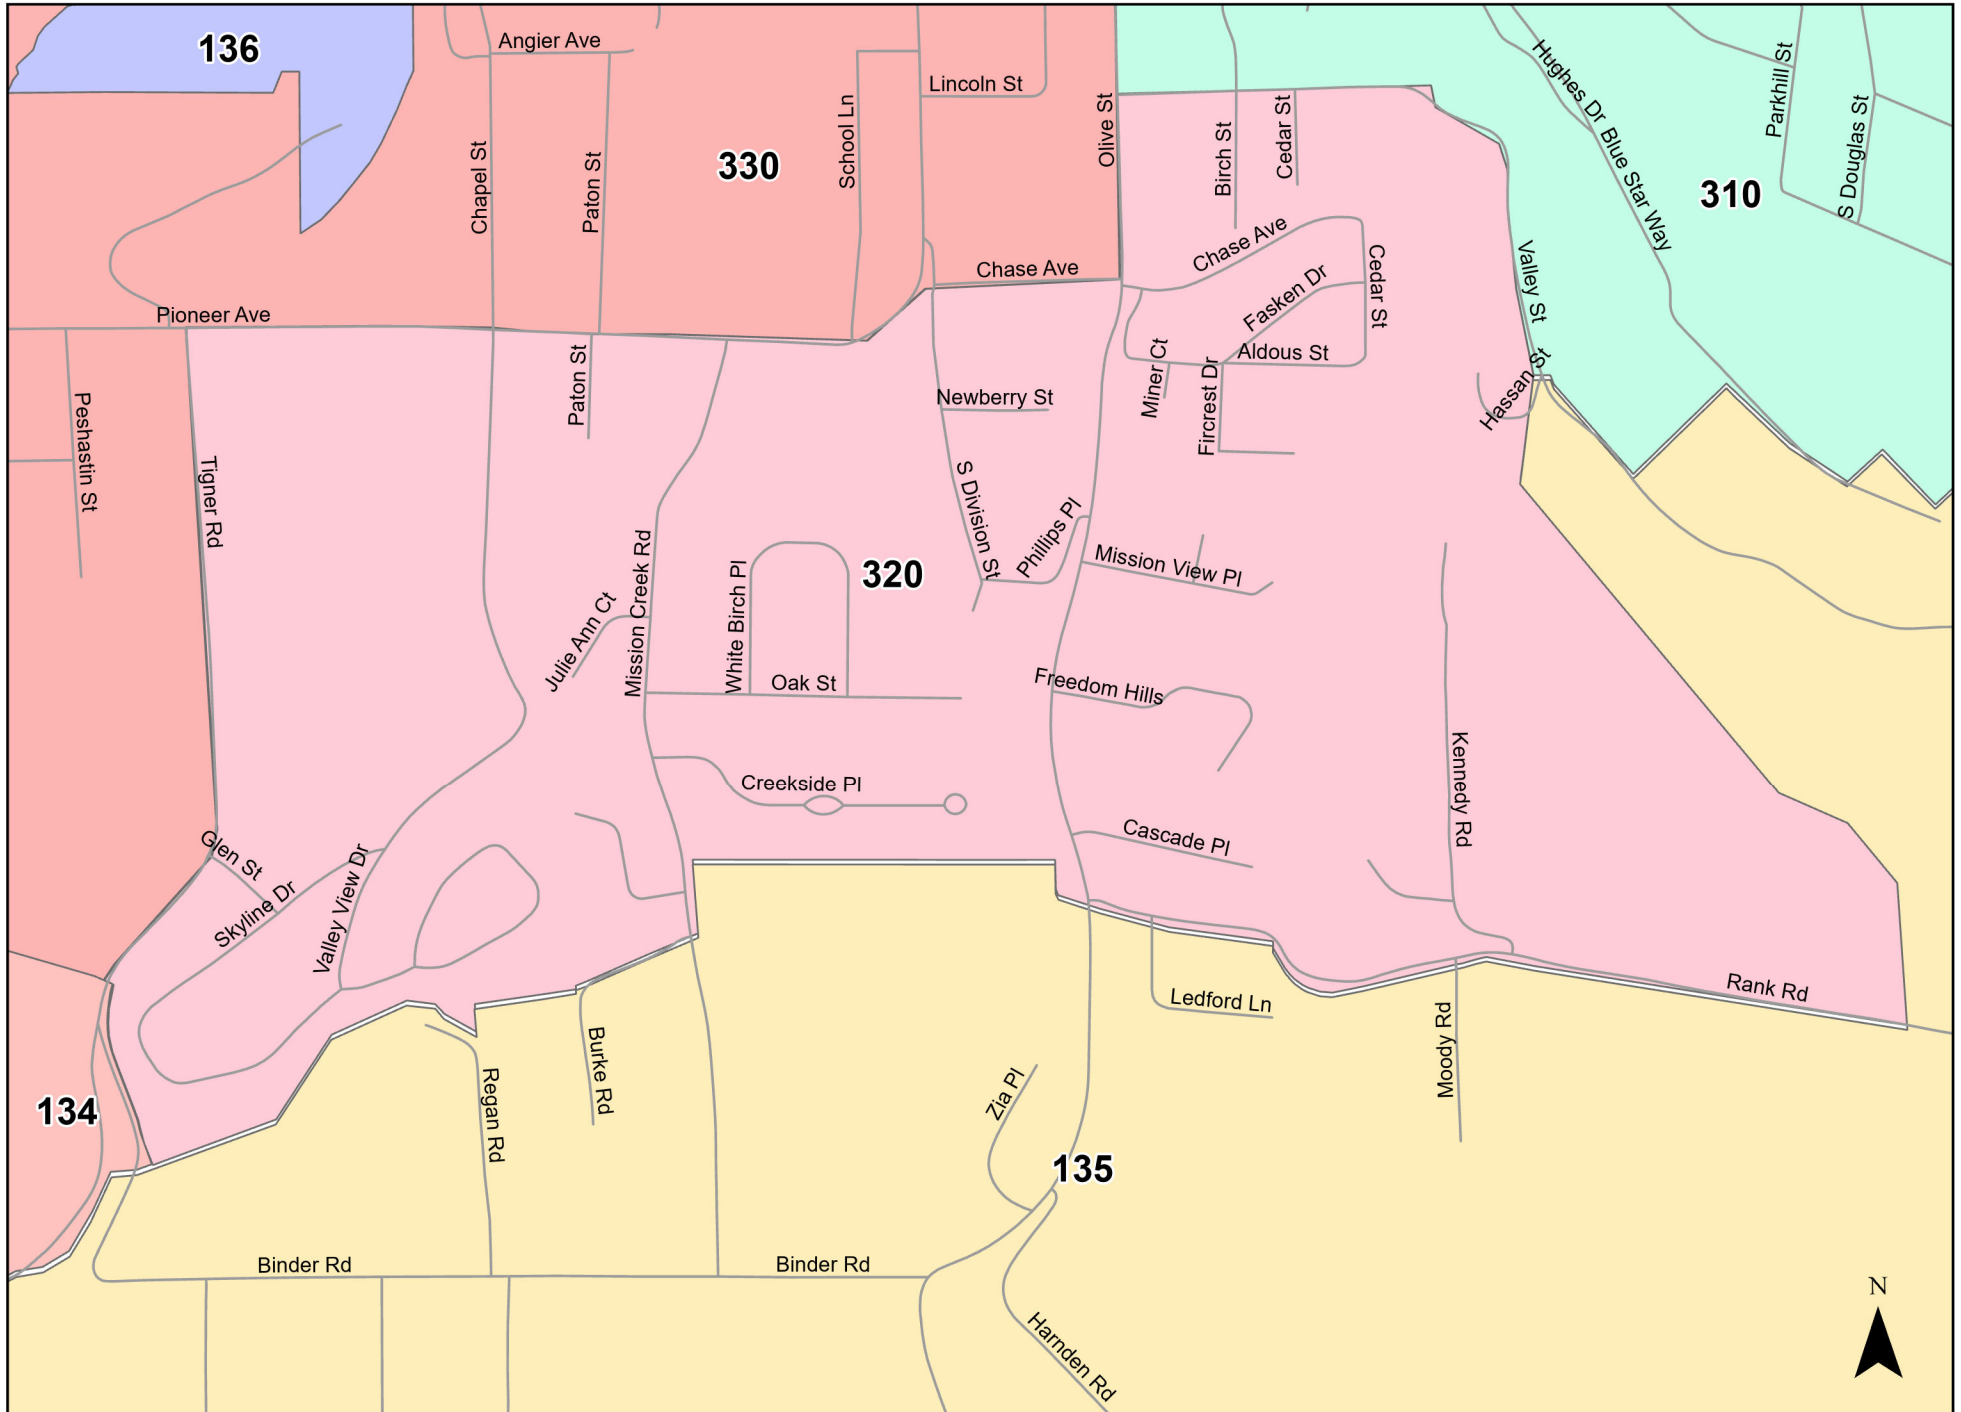 136
Angier Ave
Lincoln St
Chapel St
Paton St
330
School Ln
Olive St
Birch St
Cedar St
Hughes Dr
Blue Star Way
Parkhill St
S Douglas St
310
Chase Ave
Chase Ave
Cedar St
Fasken Dr
Valley St
Pioneer Ave
Paton St
Aldous St
Miner Ct
Fircrest Dr
Hassan St
Peshastin St
Tigner Rd
Newberry St
S Division St
Phillips Pl
Mission View Pl
Mission Creek Rd
Julie Ann Ct
White Birch Pl
320
Oak St
Freedom Hills
Creekside Pl
Cascade Pl
Kennedy Rd
Glen St
Skyline Dr
Valley View Dr
Ledford Ln
Rank Rd
Moody Rd
Burke Rd
Regan Rd
Zia Pl
134
135
Binder Rd
Binder Rd
Harnden Rd
N